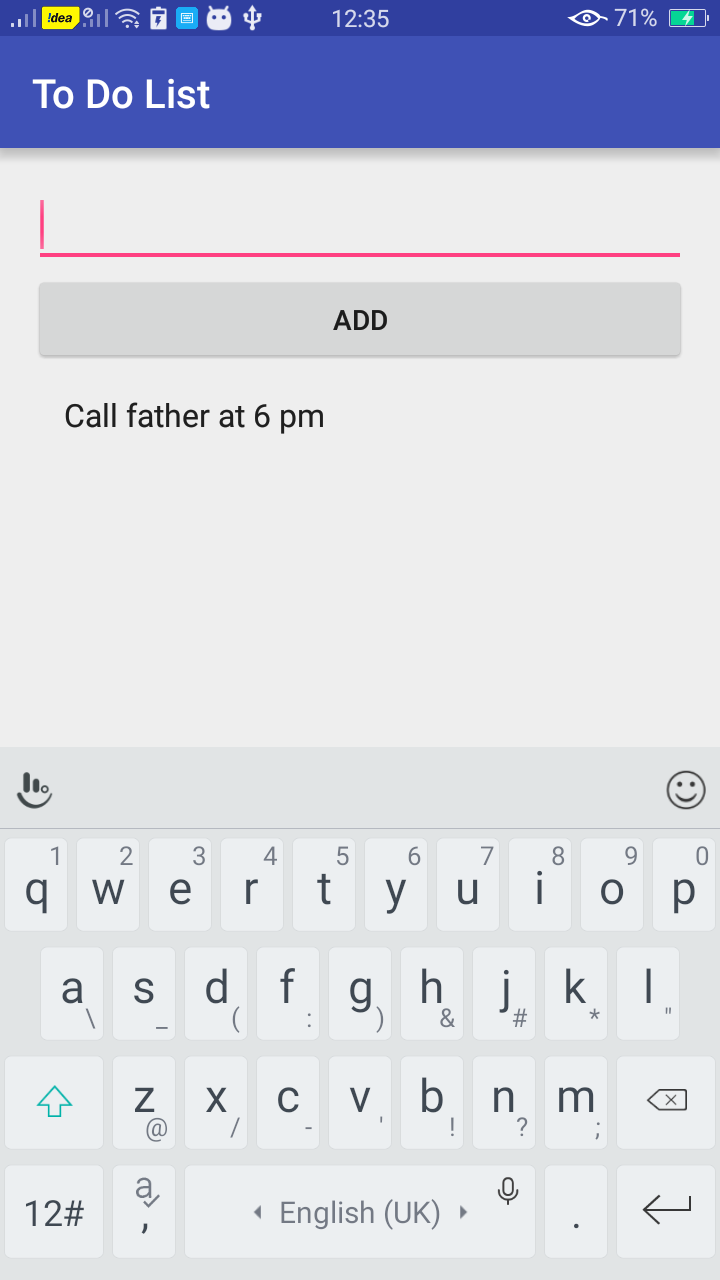 !dea 12:35 71%
To Do List
ADD
Call father at 6 pm
1 2 3 4 5 6 7 8 9 0
q w e r t y u i o p
a s d f g h j k l
\ _ ( : ) & # * "
z x c v b n m
@ / - ' ! ? ;
12# a , English (UK) .